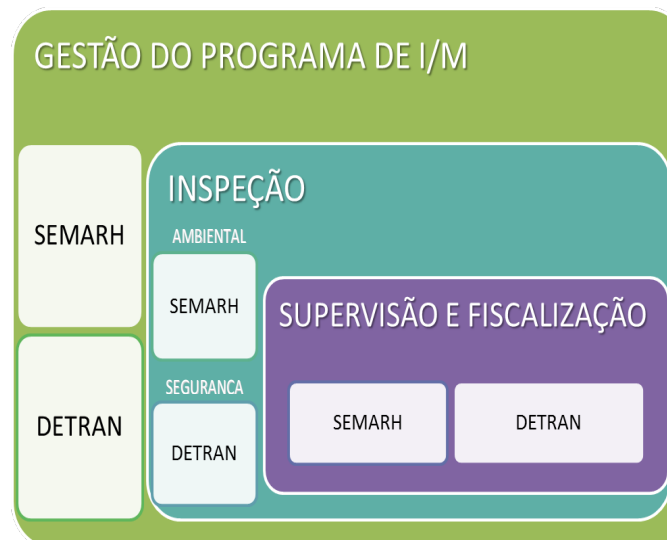 GESTÃO DO PROGRAMA DE I/M
SEMARH
DETRAN
INSPEÇÃO
AMBIENTAL
SEMARH
SEGURANCA
DETRAN
SUPERVISÃO E FISCALIZAÇÃO
SEMARH
DETRAN